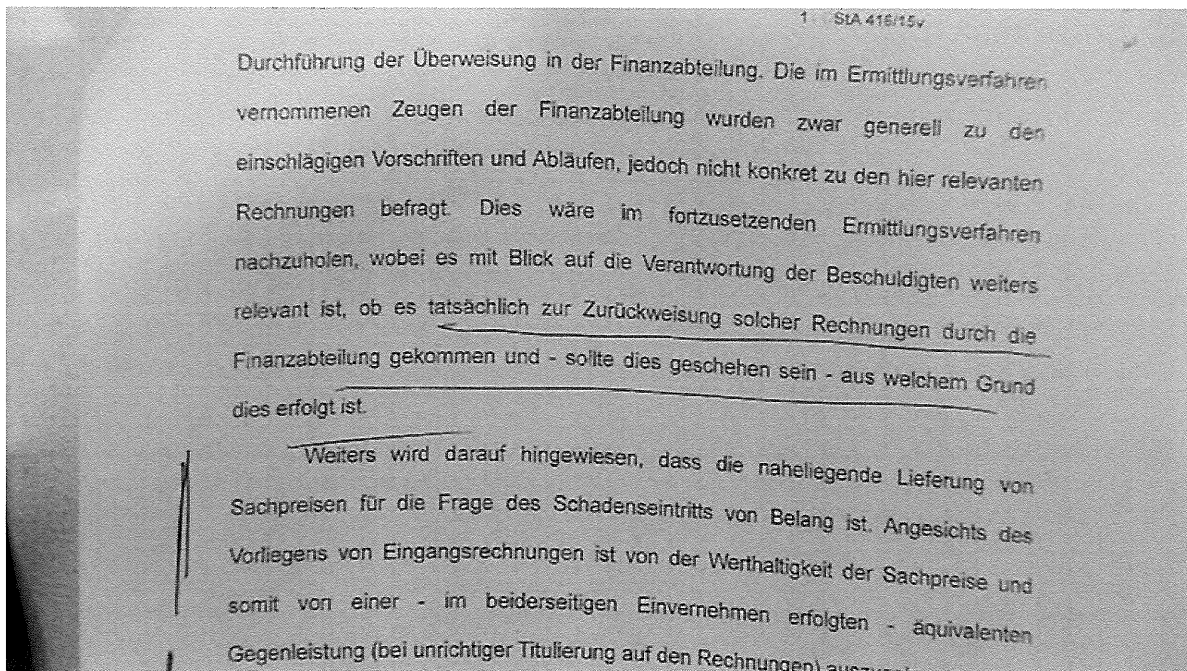 1 StA 416/15v
Durchführung der Überweisung in der Finanzabteilung. Die im Ermittlungsverfahren
vernommenen Zeugen der Finanzabteilung wurden zwar generell zu den
einschlägigen Vorschriften und Abläufen, jedoch nicht konkret zu den hier relevanten
Rechnungen befragt. Dies wäre im fortzusetzenden Ermittlungsverfahren
nachzuholen, wobei es mit Blick auf die Verantwortung der Beschuldigten weiters
relevant ist, ob es tatsächlich zur Zurückweisung solcher Rechnungen durch die
Finanzabteilung gekommen und - sollte dies geschehen sein - aus welchem Grund
dies erfolgt ist.
Weiters wird darauf hingewiesen, dass die naheliegende Lieferung von
Sachpreisen für die Frage des Schadenseintritts von Belang ist. Angesichts des
Vorliegens von Eingangsrechnungen ist von der Werthaltigkeit der Sachpreise und
somit von einer - im beiderseitigen Einvernehmen erfolgten - äquivalenten
Gegenleistung (bei unrichtiger Titulierung auf den Rechnungen)